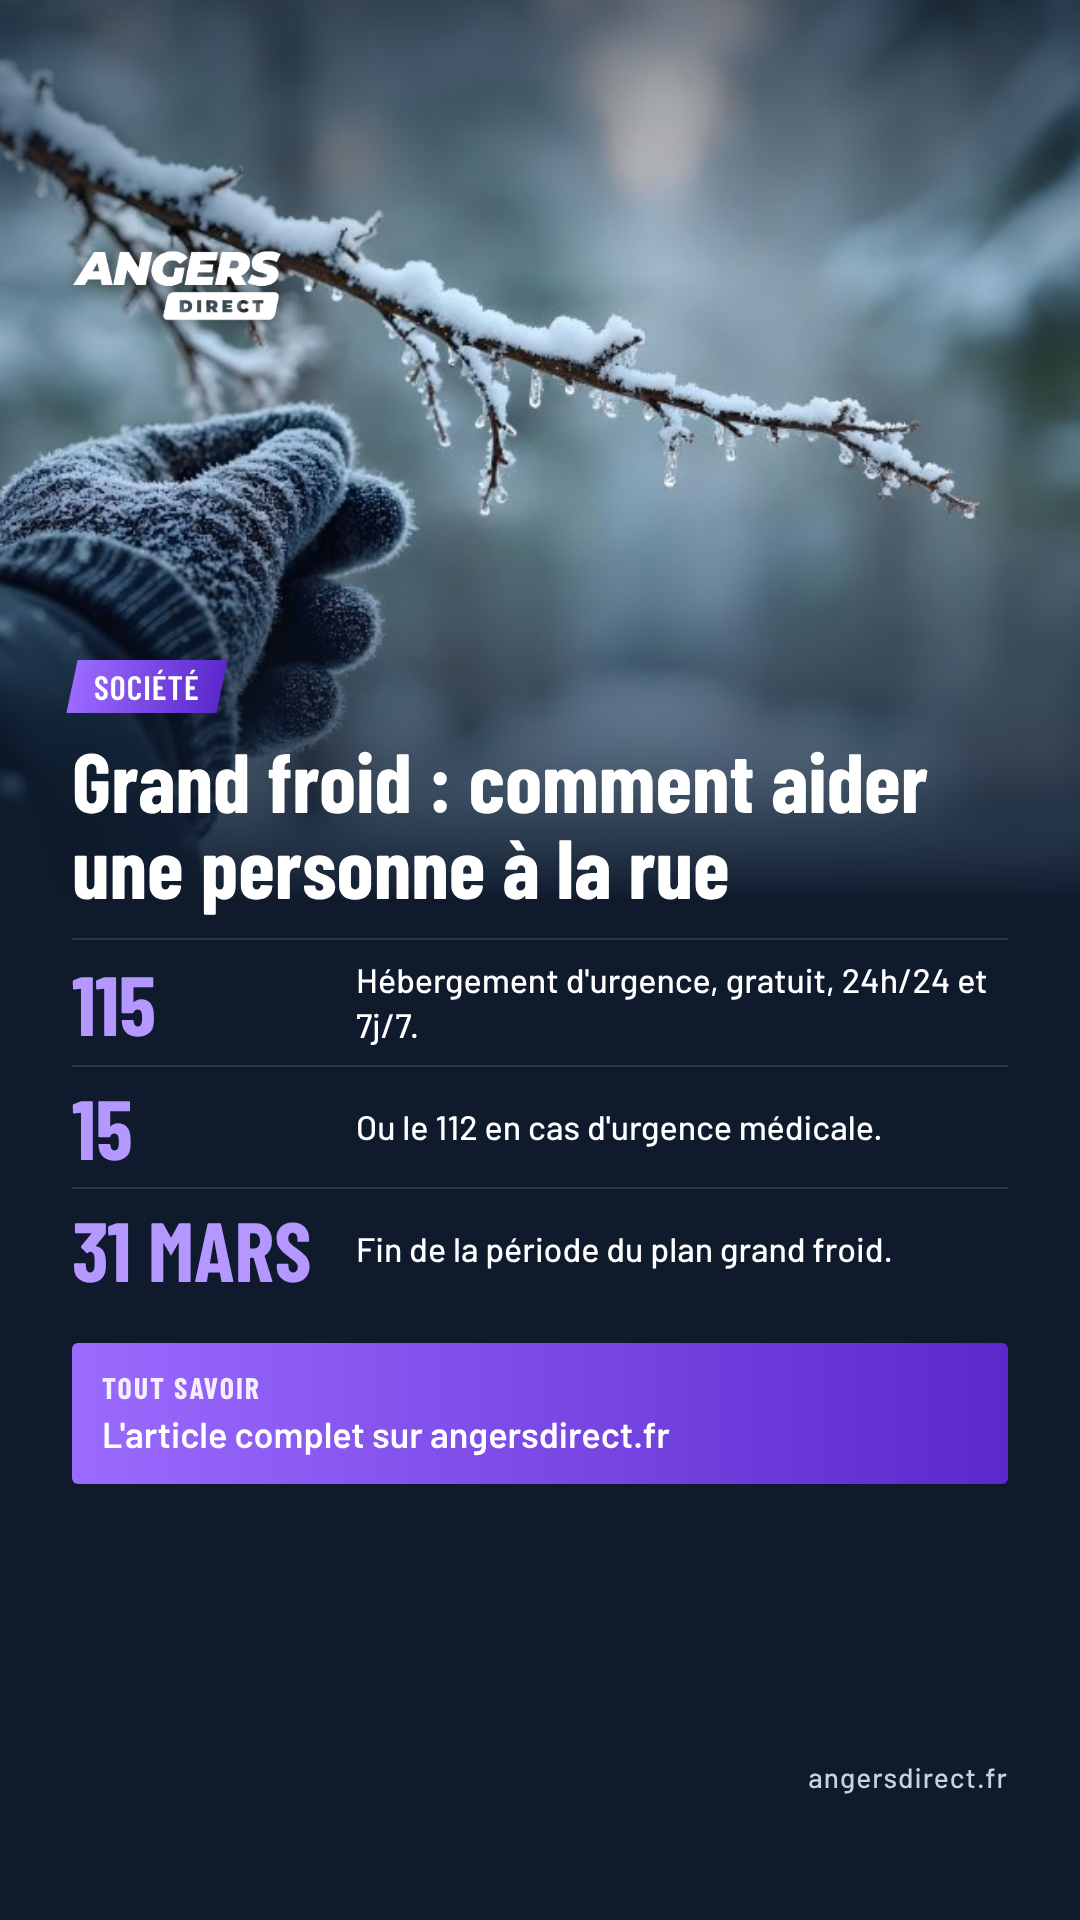 ANGERS
DIRECT
SOCIÉTÉ
Grand froid : comment aider
une personne à la rue
115
Hébergement d'urgence, gratuit, 24h/24 et
7j/7.
15
Ou le 112 en cas d'urgence médicale.
31 MARS
Fin de la période du plan grand froid.
TOUT SAVOIR
L'article complet sur angersdirect.fr
angersdirect.fr